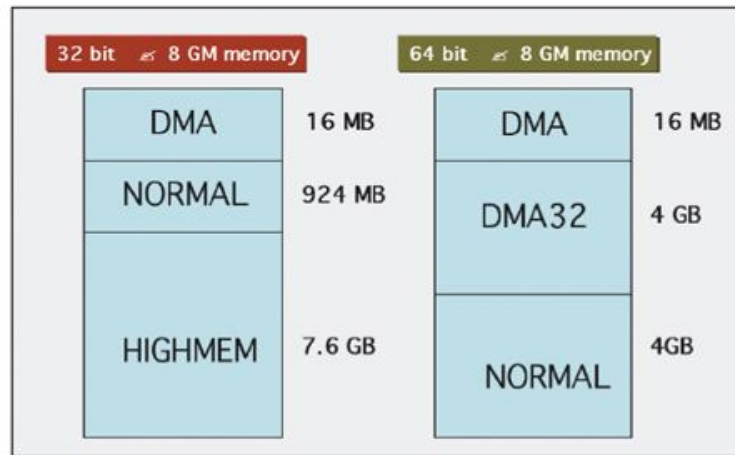 32 bit ✍ 8 GM memory
DMA
16 MB
NORMAL
924 MB
HIGHMEM
7.6 GB
64 bit ✍ 8 GM memory
DMA
16 MB
DMA32
4 GB
NORMAL
4GB